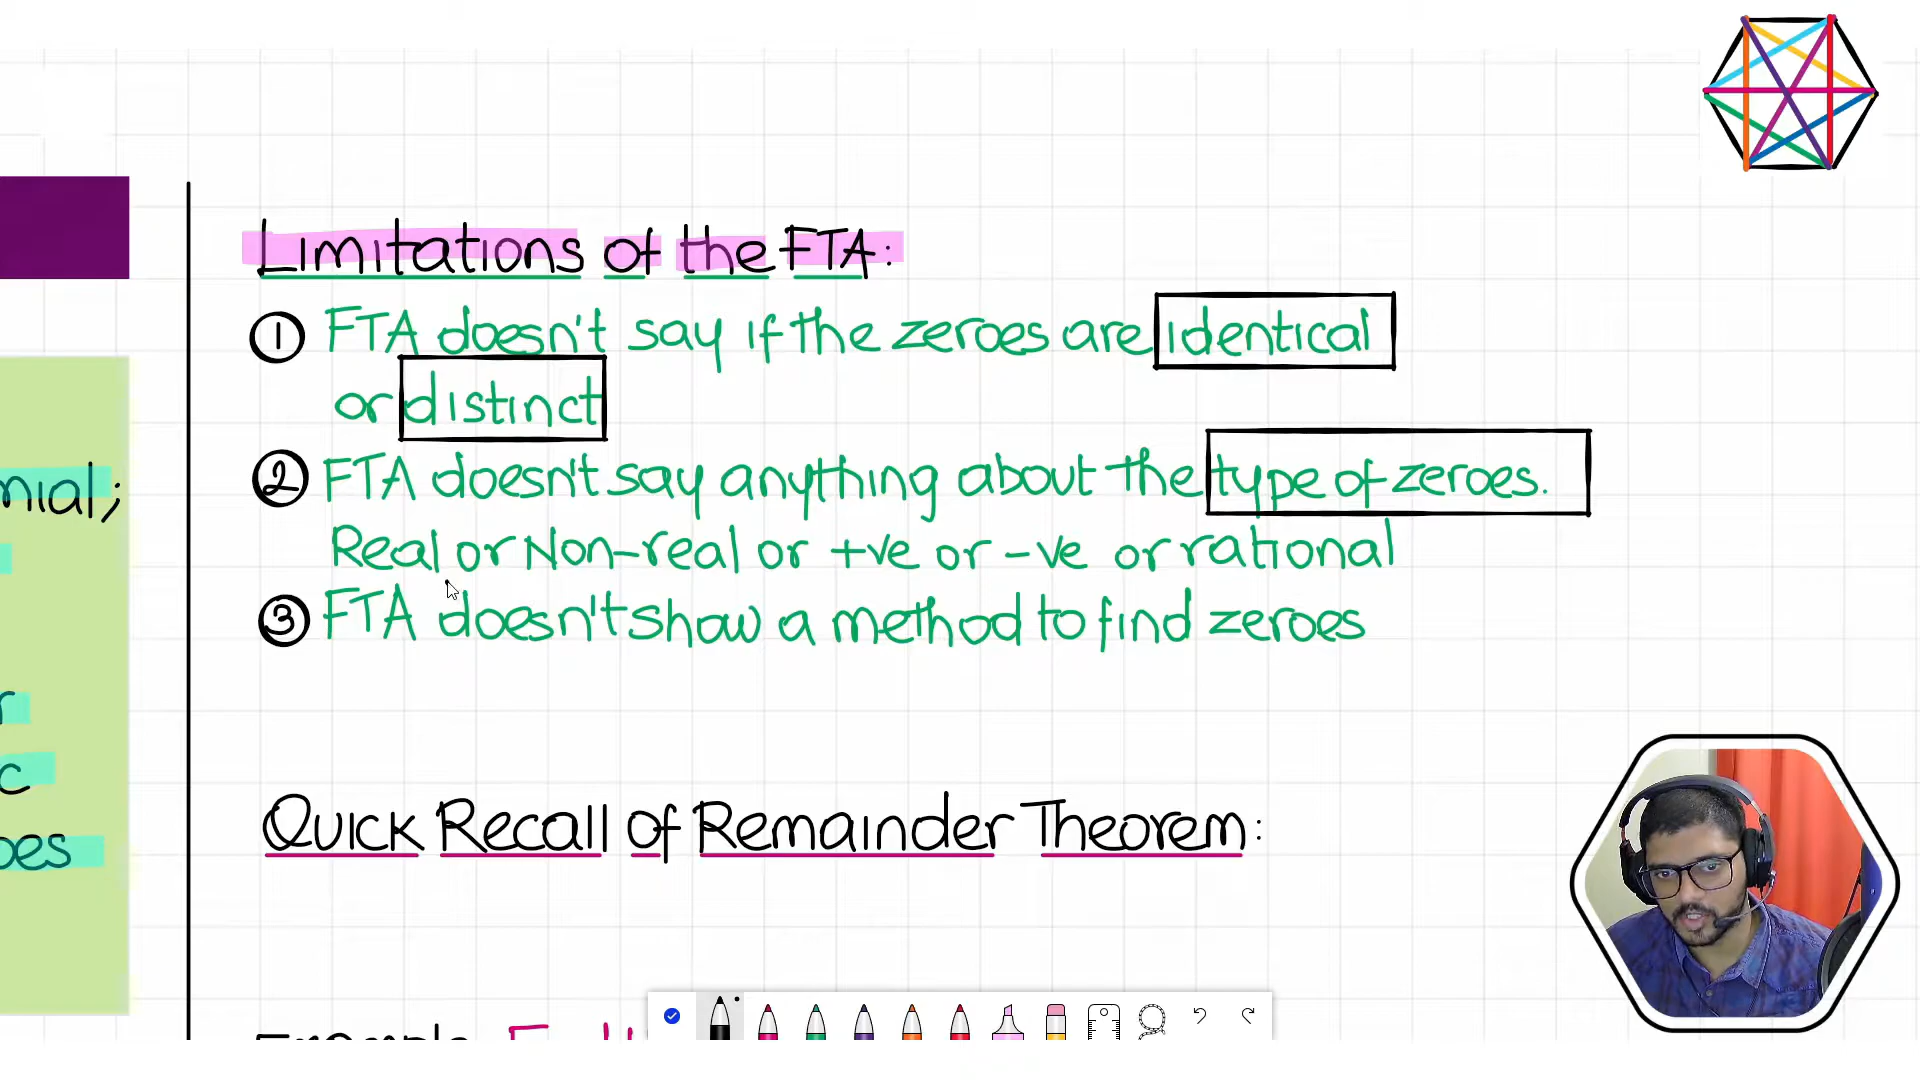 Limitations of the FTA:
① FTA doesn't say if the zeroes are identical
or distinct
② FTA doesn't say anything about the type of zeroes.
Real or Non-real or +ve or -ve or rational
③ FTA doesn't show a method to find zeroes
nial;
r
c
oes
Quick Recall of Remainder Theorem: